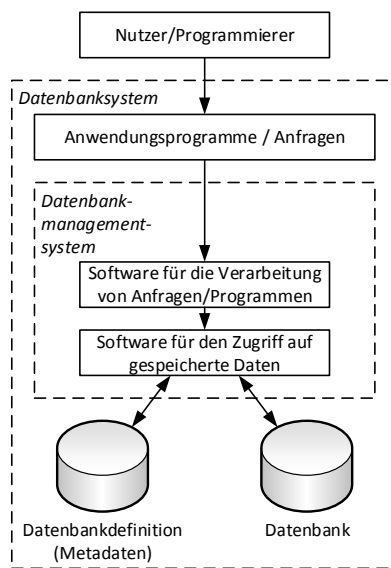 Nutzer/Programmierer
Datenbanksystem
Anwendungsprogramme / Anfragen
Datenbank-
management-
system
Software für die Verarbeitung
von Anfragen/Programmen
Software für den Zugriff auf
gespeicherte Daten
Datenbankdefinition
(Metadaten)
Datenbank